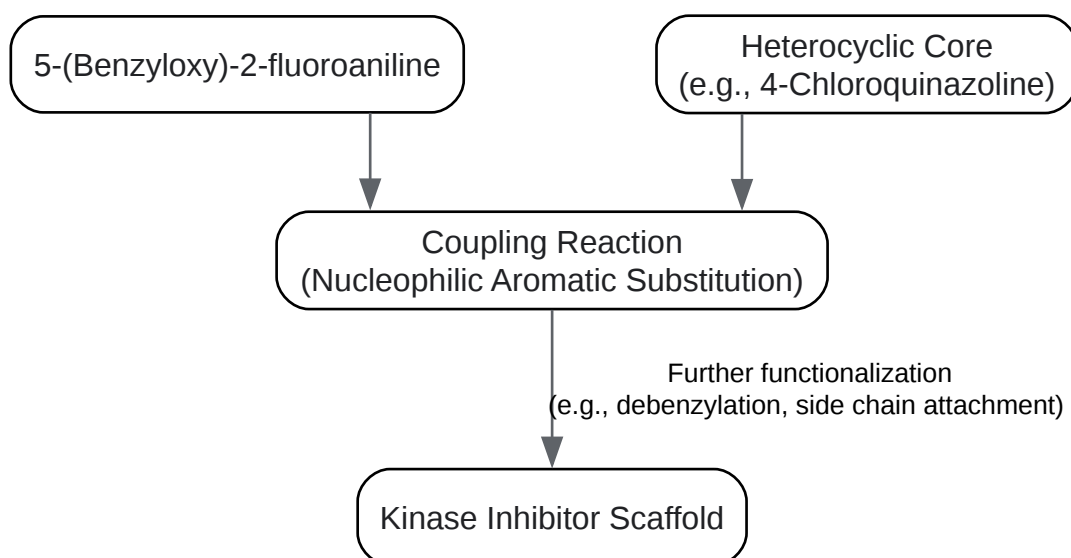 5-(Benzyloxy)-2-fluoroaniline
Heterocyclic Core
(e.g., 4-Chloroquinazoline)
Coupling Reaction
(Nucleophilic Aromatic Substitution)
Further functionalization
(e.g., debenzylation, side chain attachment)
Kinase Inhibitor Scaffold